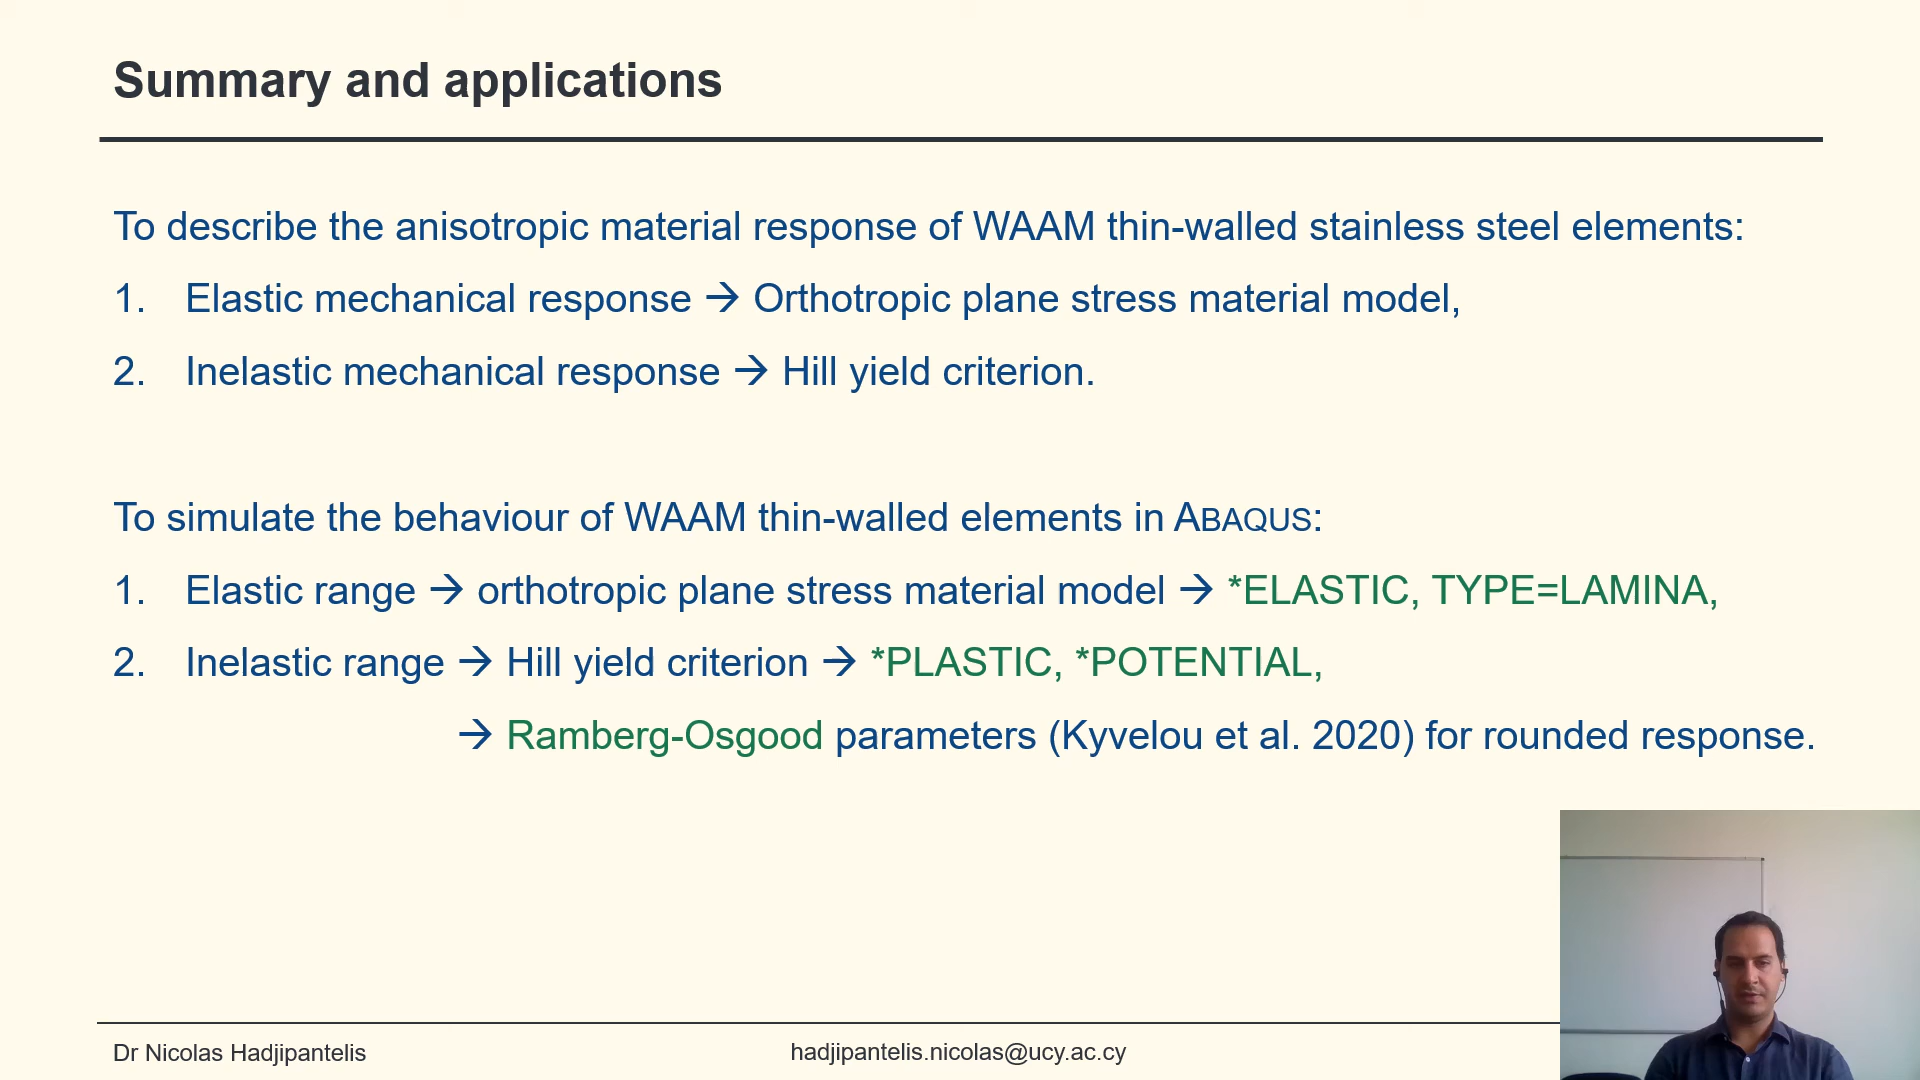 Summary and applications
To describe the anisotropic material response of WAAM thin-walled stainless steel elements:
1. Elastic mechanical response → Orthotropic plane stress material model,
2. Inelastic mechanical response → Hill yield criterion.
To simulate the behaviour of WAAM thin-walled elements in ABAQUS:
1. Elastic range → orthotropic plane stress material model → *ELASTIC, TYPE=LAMINA,
2. Inelastic range → Hill yield criterion → *PLASTIC, *POTENTIAL,
→ Ramberg-Osgood parameters (Kyvelou et al. 2020) for rounded response.
Dr Nicolas Hadjipantelis
hadjipantelis.nicolas@ucy.ac.cy